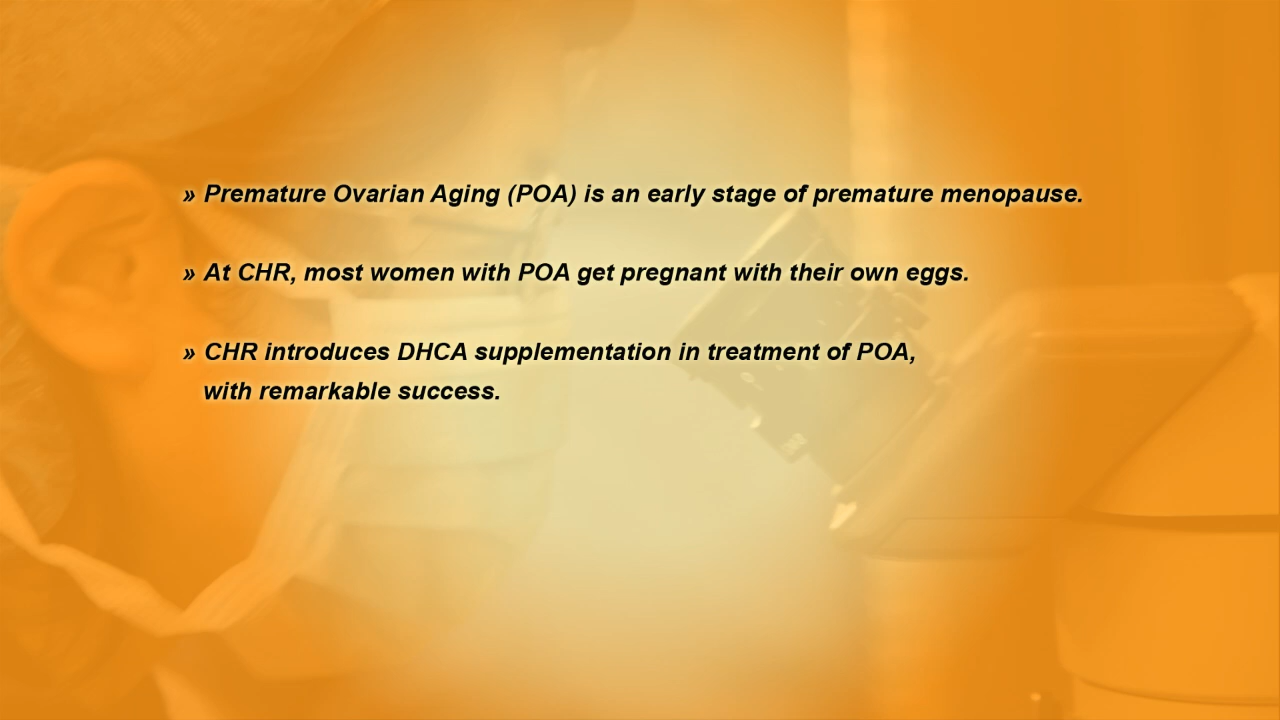 » Premature Ovarian Aging (POA) is an early stage of premature menopause.
» At CHR, most women with POA get pregnant with their own eggs.
» CHR introduces DHCA supplementation in treatment of POA,
with remarkable success.